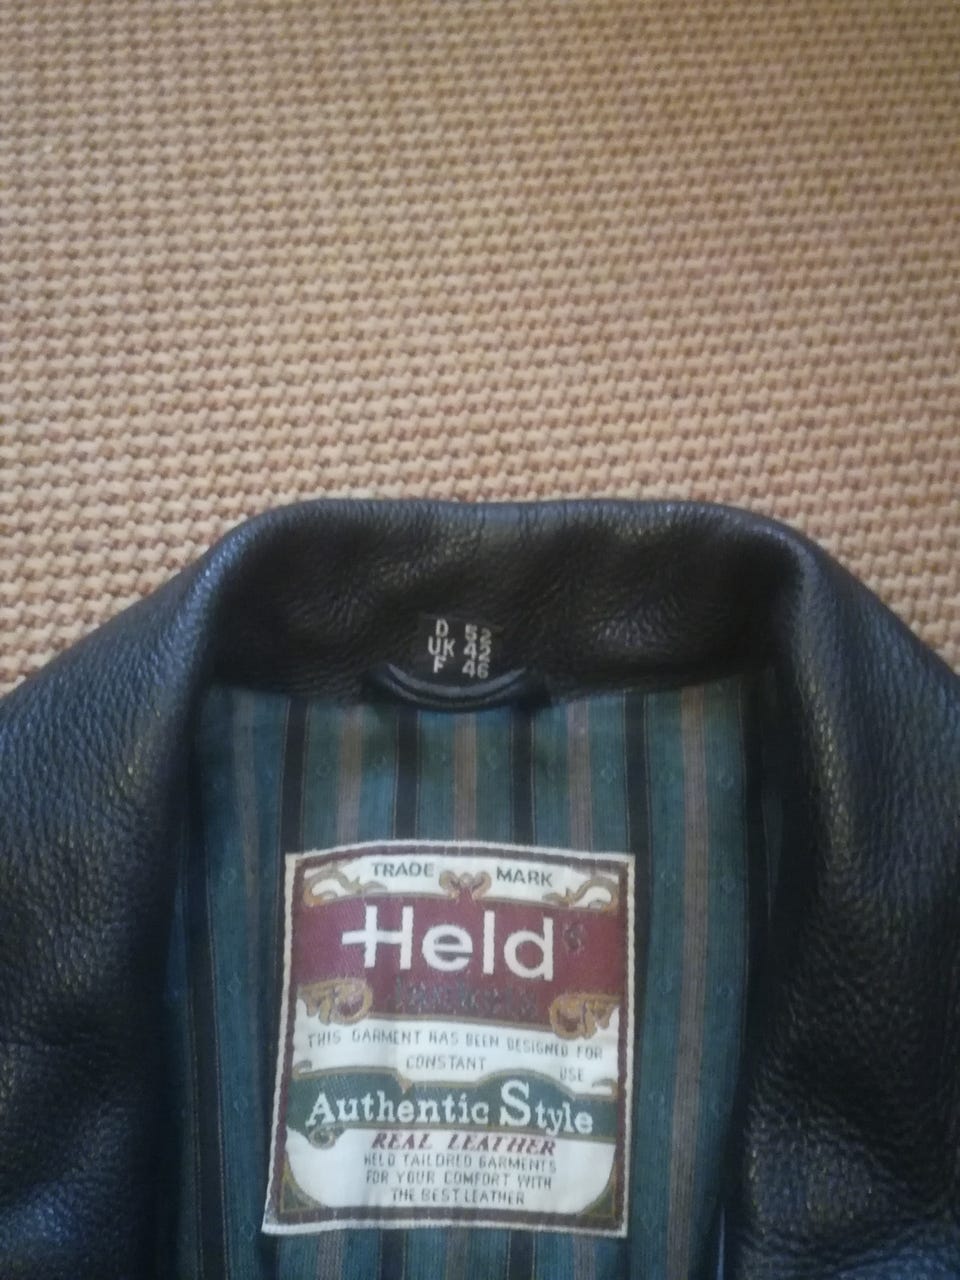 D 52
UK 42
F 46
TRADE MARK
Held
THIS GARMENT HAS BEEN DESIGNED FOR
CONSTANT USE
Authentic Style
REAL LEATHER
HELD TAILORED GARMENTS
FOR YOUR COMFORT WITH
THE BEST LEATHER